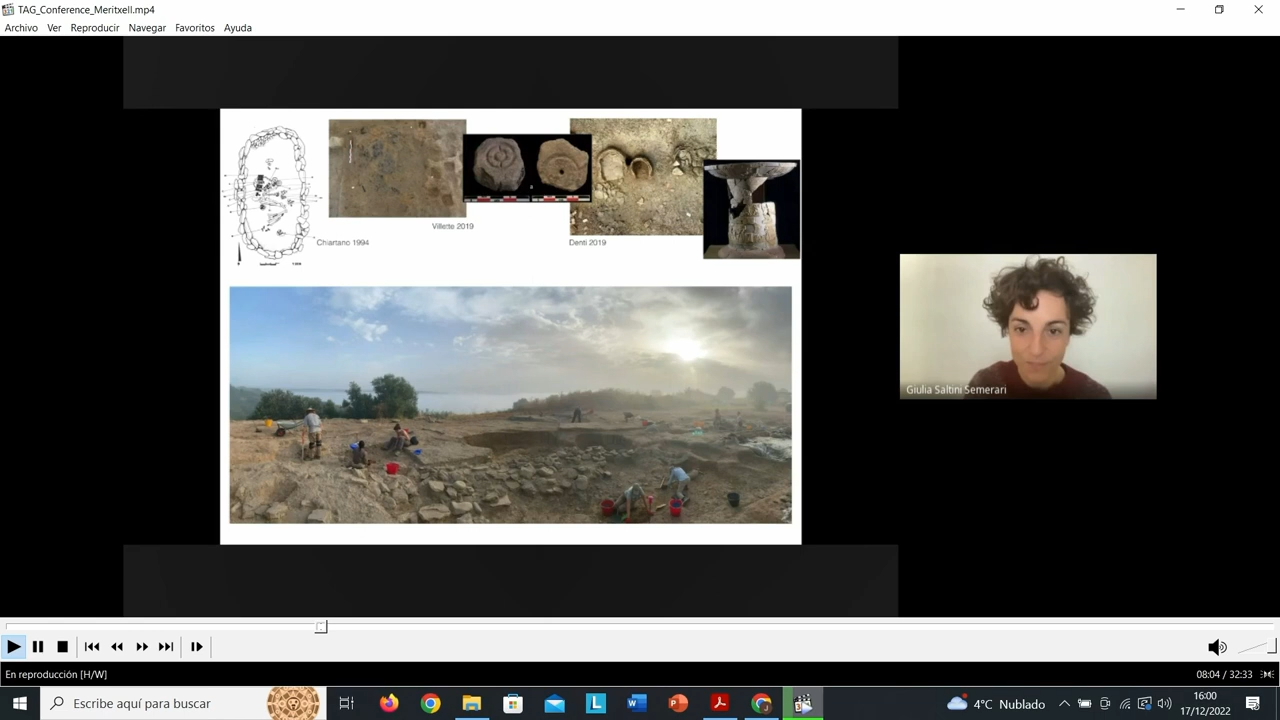 TAG_Conference_Meritxell.mp4
Archivo Ver Reproducir Navegar Favoritos Ayuda
Villette 2019
Chiartano 1994
Denti 2019
Giulia Saltini Semerari
En reproducción [H/W]
08:04 / 32:33
Escribe aquí para buscar
4°C Nublado
16:00
17/12/2022